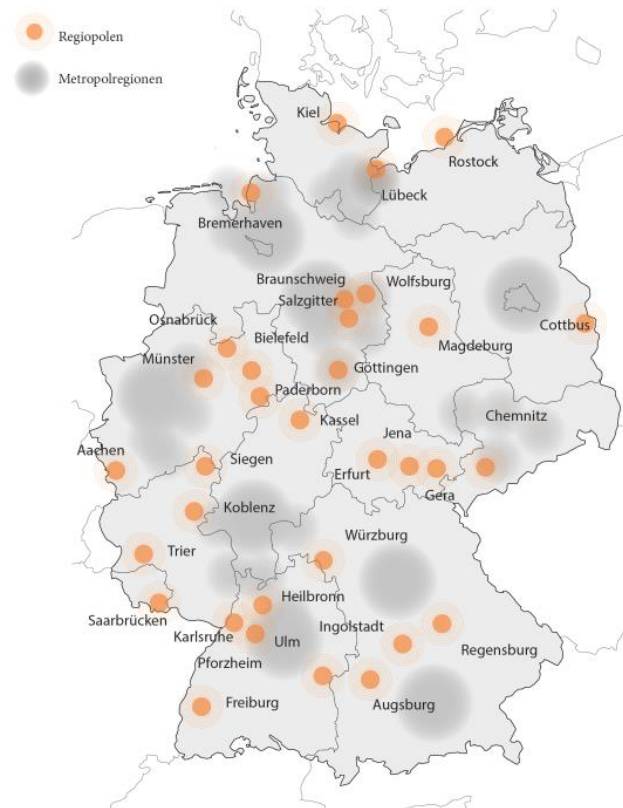 Regiopolen
Metropolregionen
Kiel
Rostock
Lübeck
Bremerhaven
Braunschweig
Wolfsburg
Salzgitter
Osnabrück
Bielefeld
Cottbus
Magdeburg
Münster
Göttingen
Paderborn
Kassel
Chemnitz
Jena
Aachen
Siegen
Erfurt
Gera
Koblenz
Würzburg
Trier
Heilbronn
Saarbrücken
Ingolstadt
Karlsruhe
Ulm
Regensburg
Pforzheim
Freiburg
Augsburg